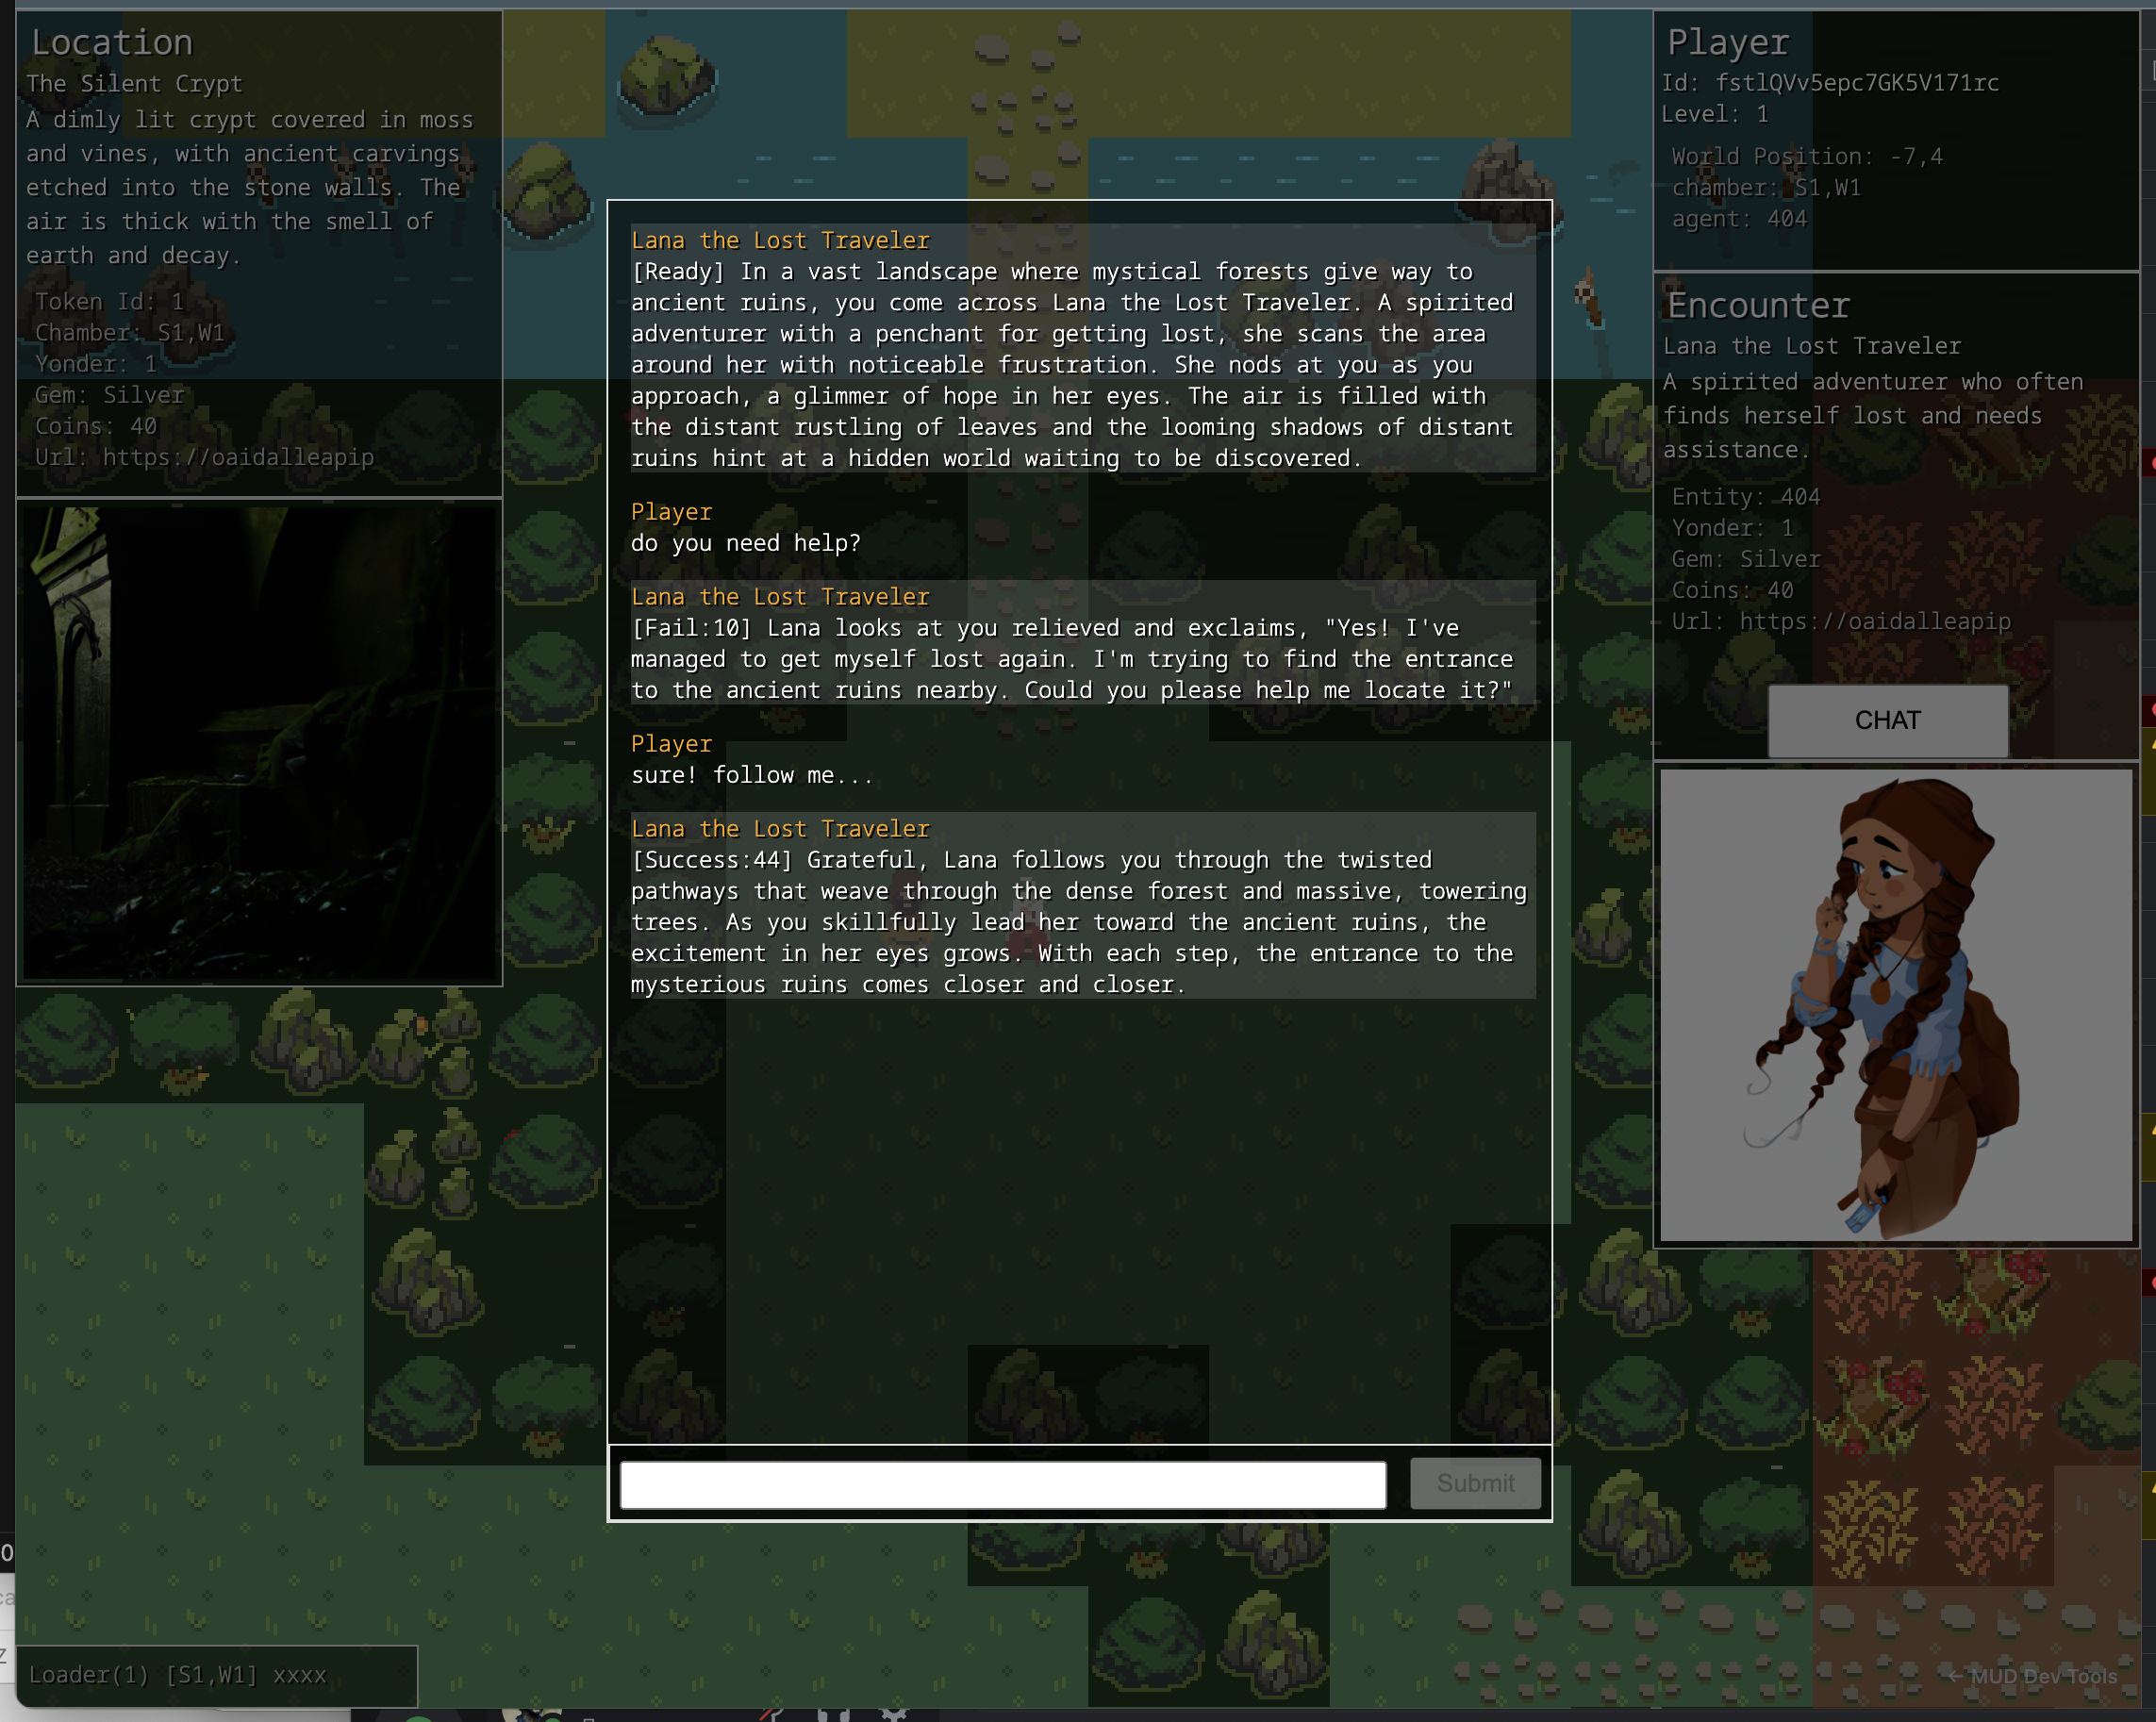 Location
The Silent Crypt
A dimly lit crypt covered in moss
and vines, with ancient carvings
etched into the stone walls. The
air is thick with the smell of
earth and decay.
Token Id: 1
Chamber: S1,W1
Yonder: 1
Gem: Silver
Coins: 40
Url: https://oaidalleapip
Lana the Lost Traveler
[Ready] In a vast landscape where mystical forests give way to
ancient ruins, you come across Lana the Lost Traveler. A spirited
adventurer with a penchant for getting lost, she scans the area
around her with noticeable frustration. She nods at you as you
approach, a glimmer of hope in her eyes. The air is filled with
the distant rustling of leaves and the looming shadows of distant
ruins hint at a hidden world waiting to be discovered.
Player
do you need help?
Lana the Lost Traveler
[Fail:10] Lana looks at you relieved and exclaims, "Yes! I've
managed to get myself lost again. I'm trying to find the entrance
to the ancient ruins nearby. Could you please help me locate it?"
Player
sure! follow me...
Lana the Lost Traveler
[Success:44] Grateful, Lana follows you through the twisted
pathways that weave through the dense forest and massive, towering
trees. As you skillfully lead her toward the ancient ruins, the
excitement in her eyes grows. With each step, the entrance to the
mysterious ruins comes closer and closer.
Submit
Player
Id: fstlQVv5epc7GK5V171rc
Level: 1
World Position: -7,4
chamber: S1,W1
agent: 404
Encounter
Lana the Lost Traveler
A spirited adventurer who often
finds herself lost and needs
assistance.
Entity: 404
Yonder: 1
Gem: Silver
Coins: 40
Url: https://oaidalleapip
CHAT
Loader(1) [S1,W1] xxxx
← MUD Dev Tools